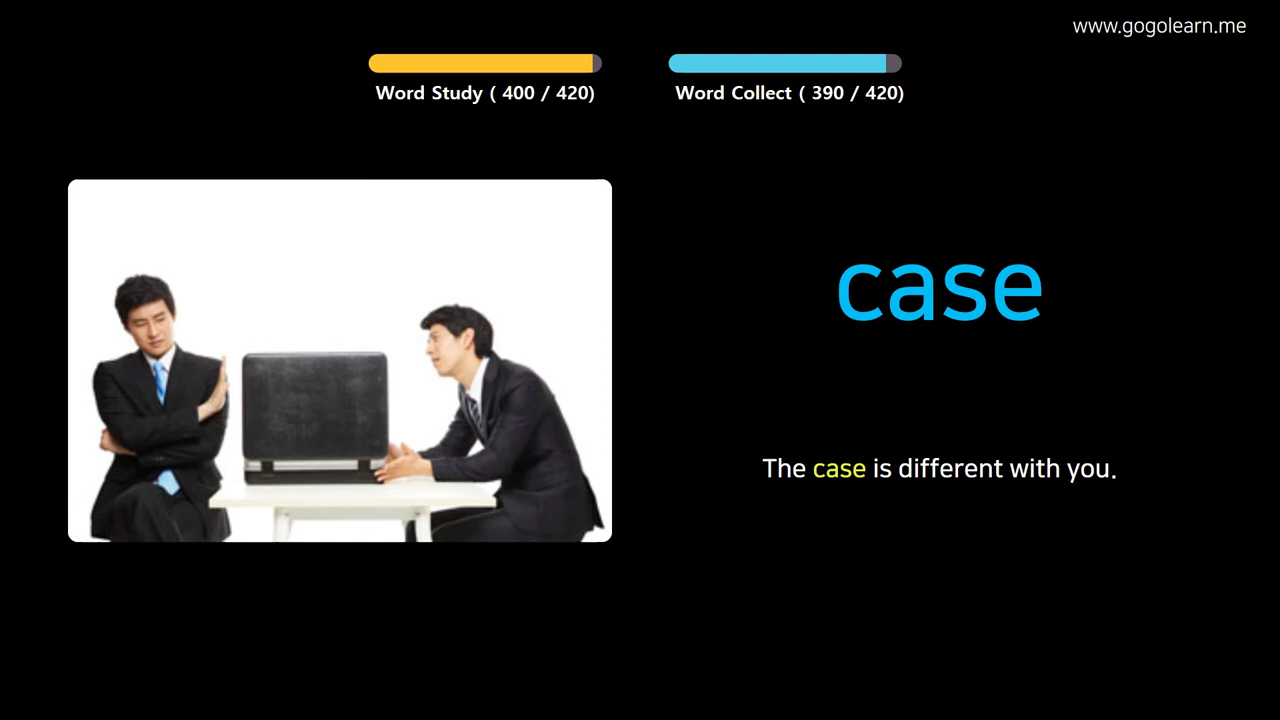 www.gogolearn.me
Word Study ( 400 / 420)
Word Collect ( 390 / 420)
case
The case is different with you.